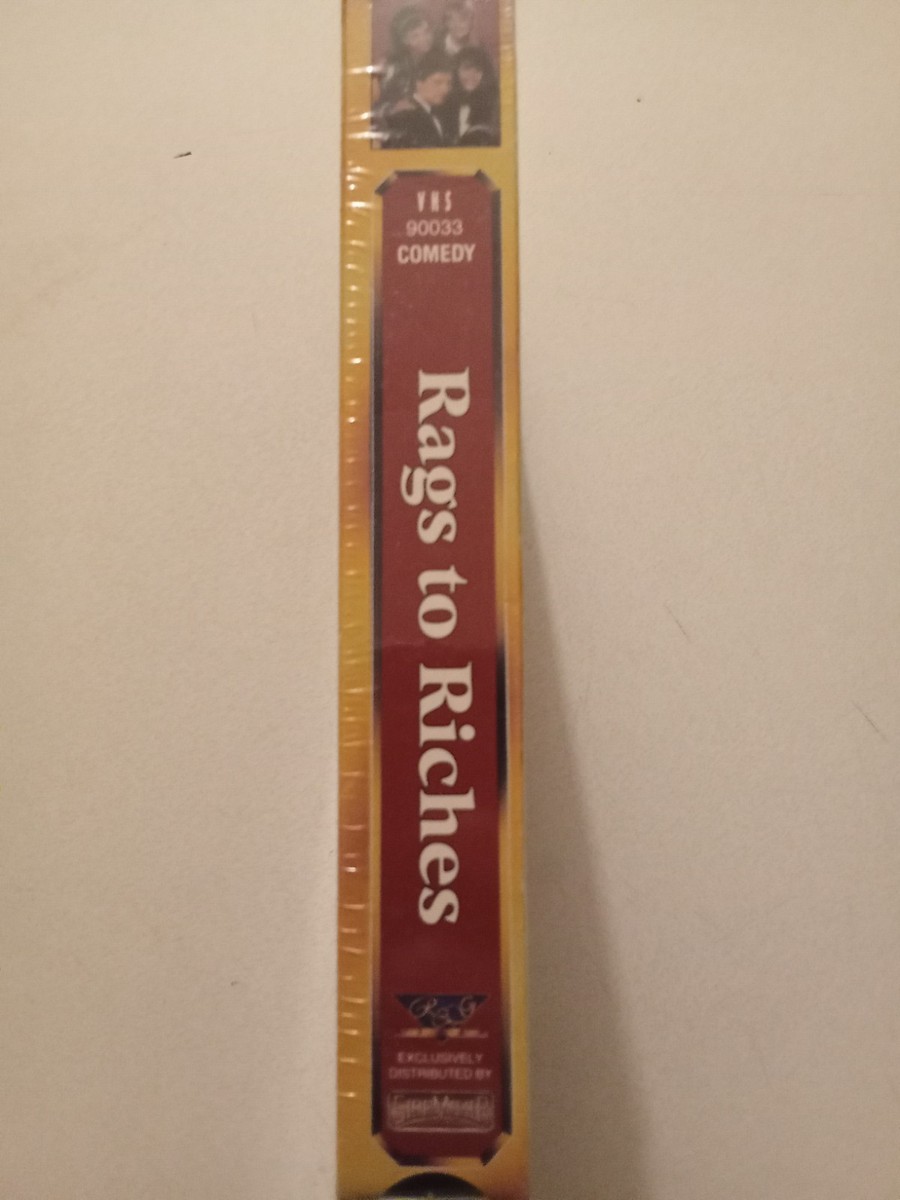 VHS
90033
COMEDY
Rags to Riches
EXCLUSIVELY
DISTRIBUTED BY